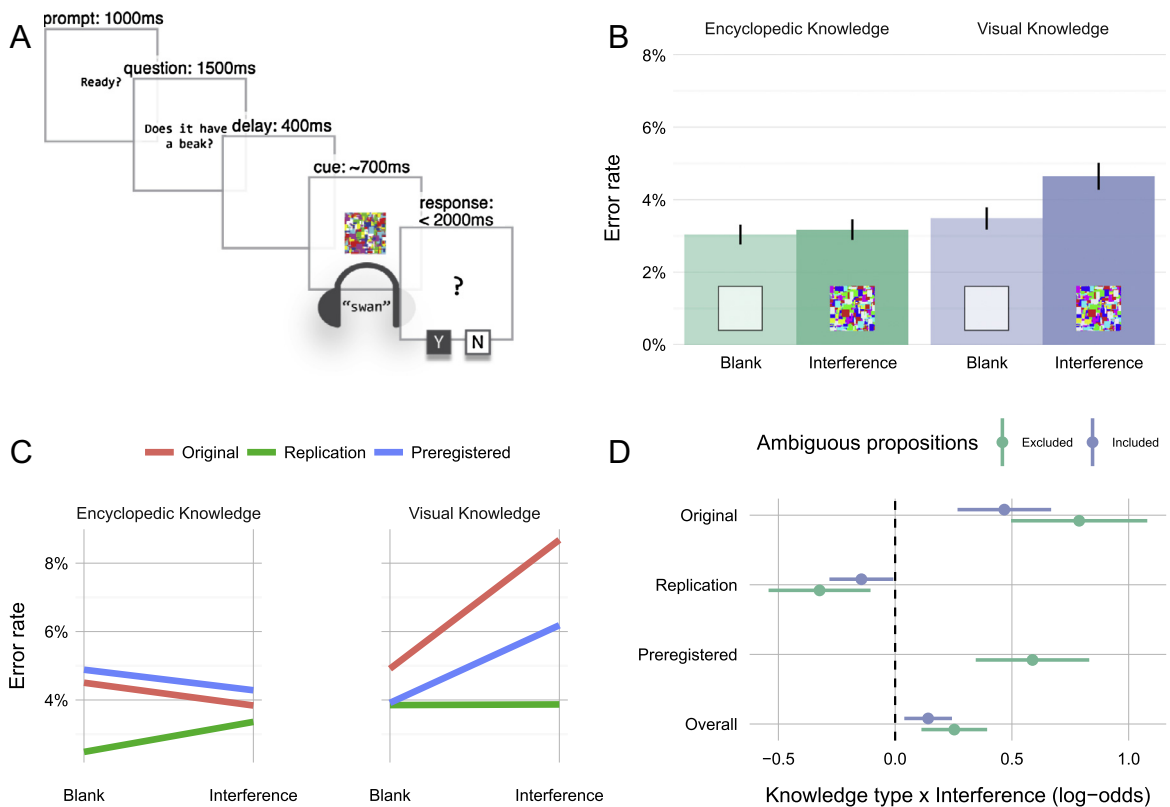 A
prompt: 1000ms
Ready?
question: 1500ms
Does it have
a beak?
delay: 400ms
cue: ~700ms
"swan"
response:
< 2000ms
?
Y N
B
Encyclopedic Knowledge Visual Knowledge
Error rate
8%
6%
4%
2%
0%
Blank Interference Blank Interference
C
Original Replication Preregistered
Encyclopedic Knowledge Visual Knowledge
Error rate
8%
6%
4%
Blank Interference Blank Interference
D
Ambiguous propositions Excluded Included
Original
Replication
Preregistered
Overall
−0.5 0.0 0.5 1.0
Knowledge type x Interference (log−odds)